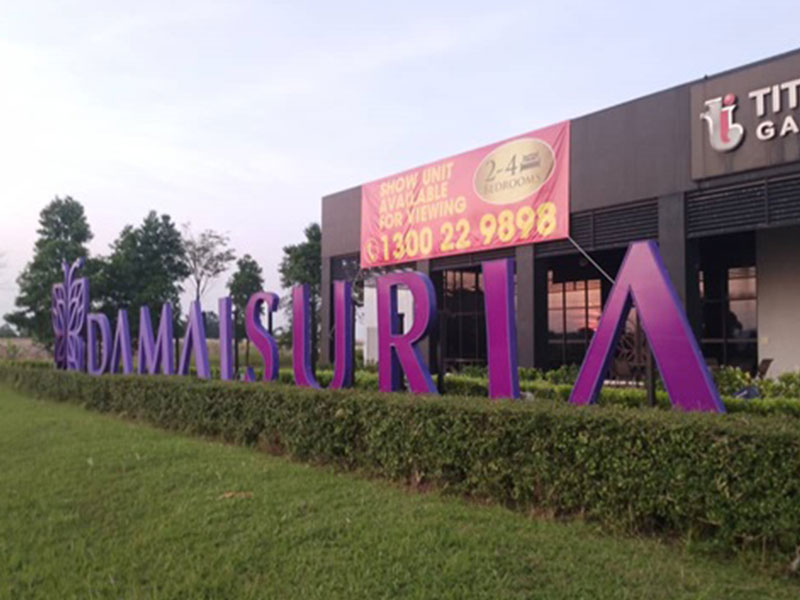 SHOW UNIT
AVAILABLE
FOR VIEWING
2-4
BEDROOMS
1300 22 9898
DAMAI SURIA